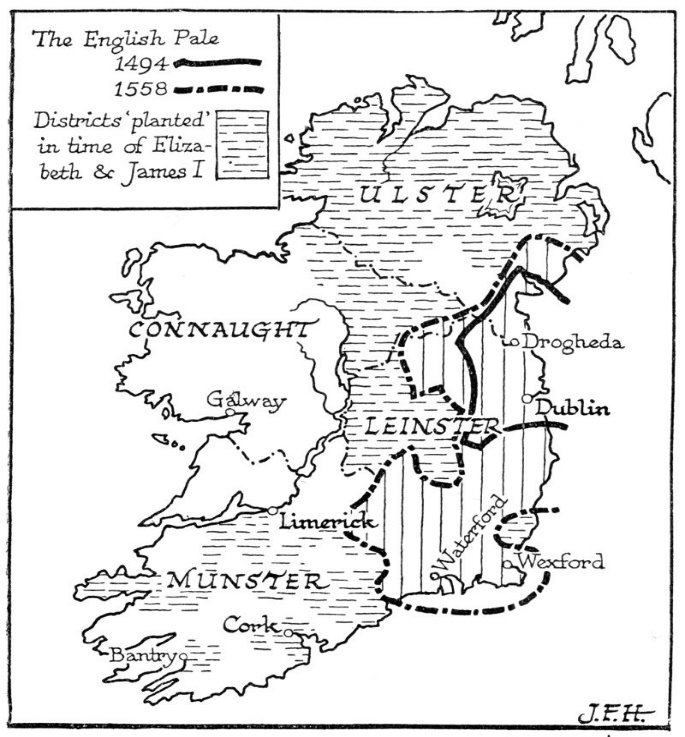 The English Pale
1494
1558
Districts 'planted'
in time of Eliza-
beth & James I
ULSTER
CONNAUGHT
Drogheda
Galway
Dublin
LEINSTER
Limerick
Waterford
Wexford
MUNSTER
Cork
Bantry
J.F.H.